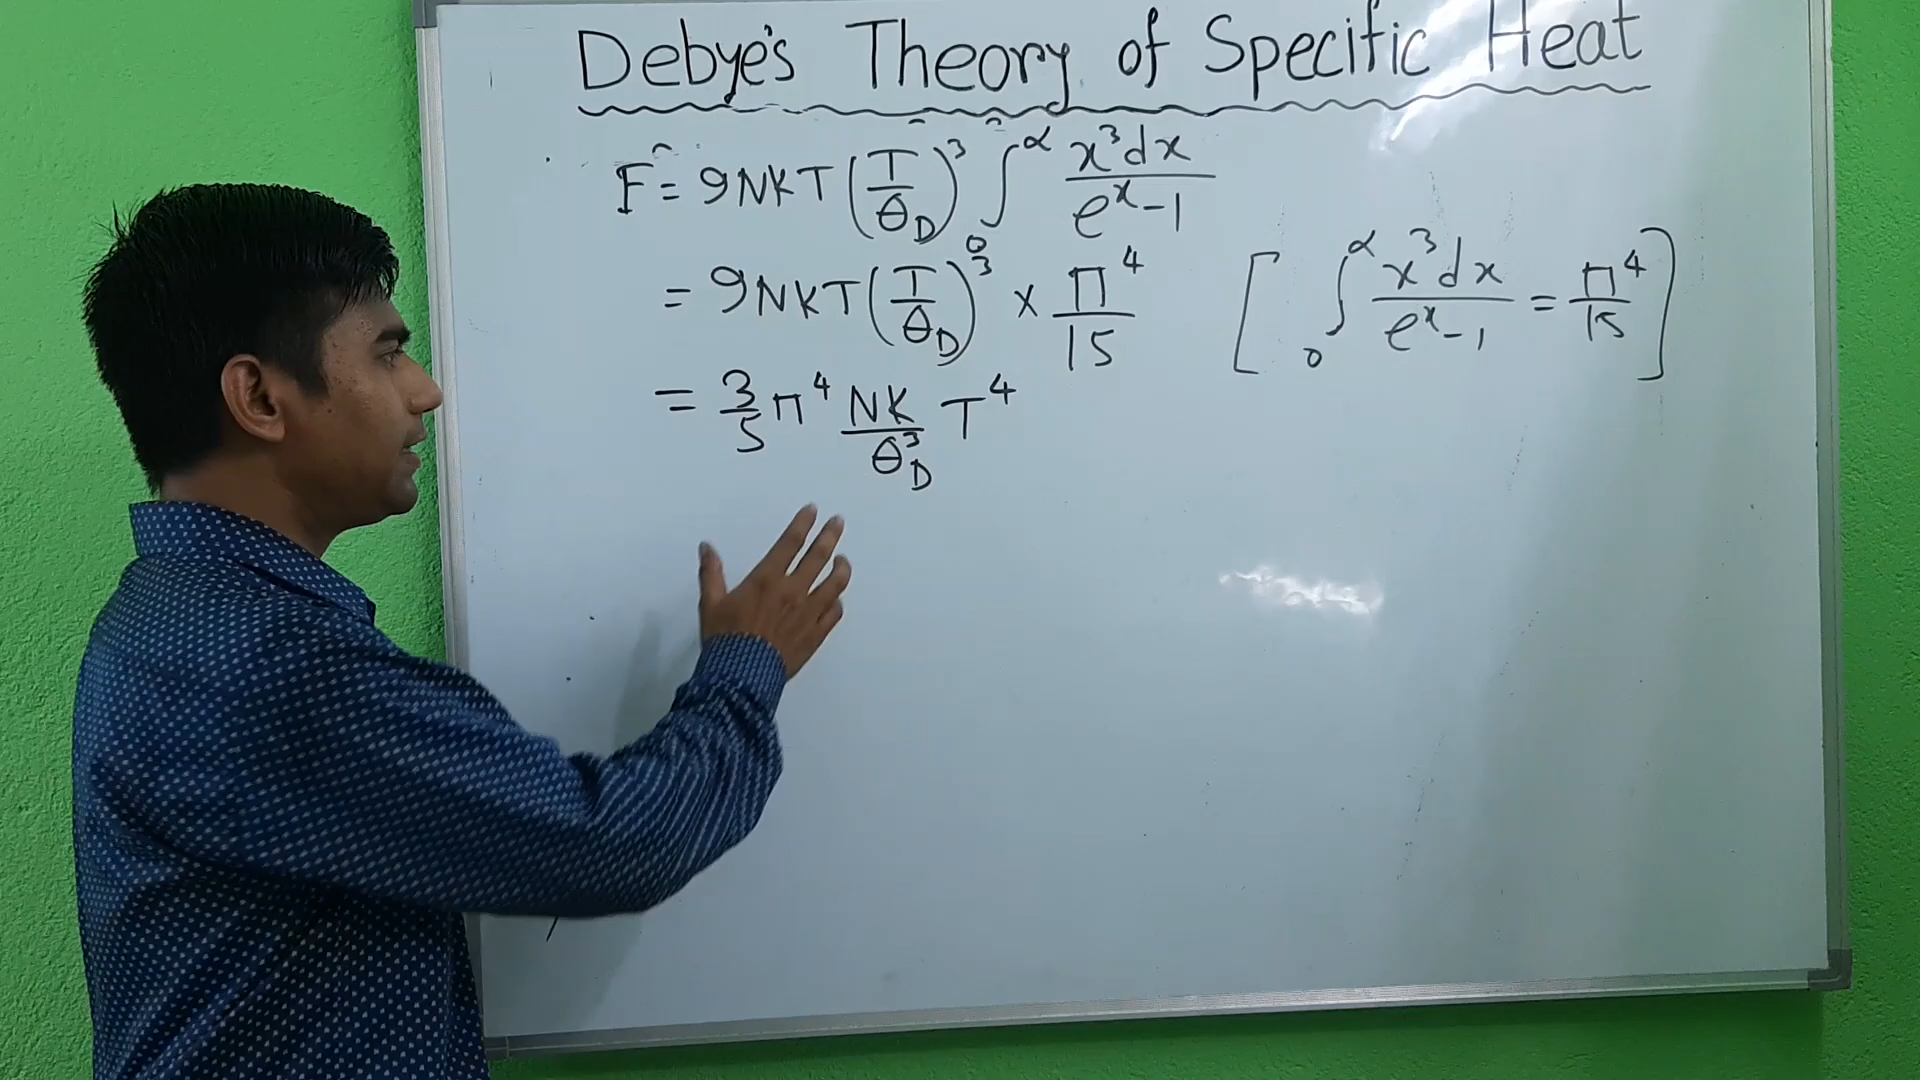 Debye's Theory of Specific Heat
E = 9NKT (T/θ_D)^3 ∫_0^α x^3dx/(e^x-1)
= 9NKT (T/θ_D)^3 × π^4/15 [∫_0^α x^3dx/(e^x-1) = π^4/15]
= 3/5 π^4 NK/θ_D^3 T^4